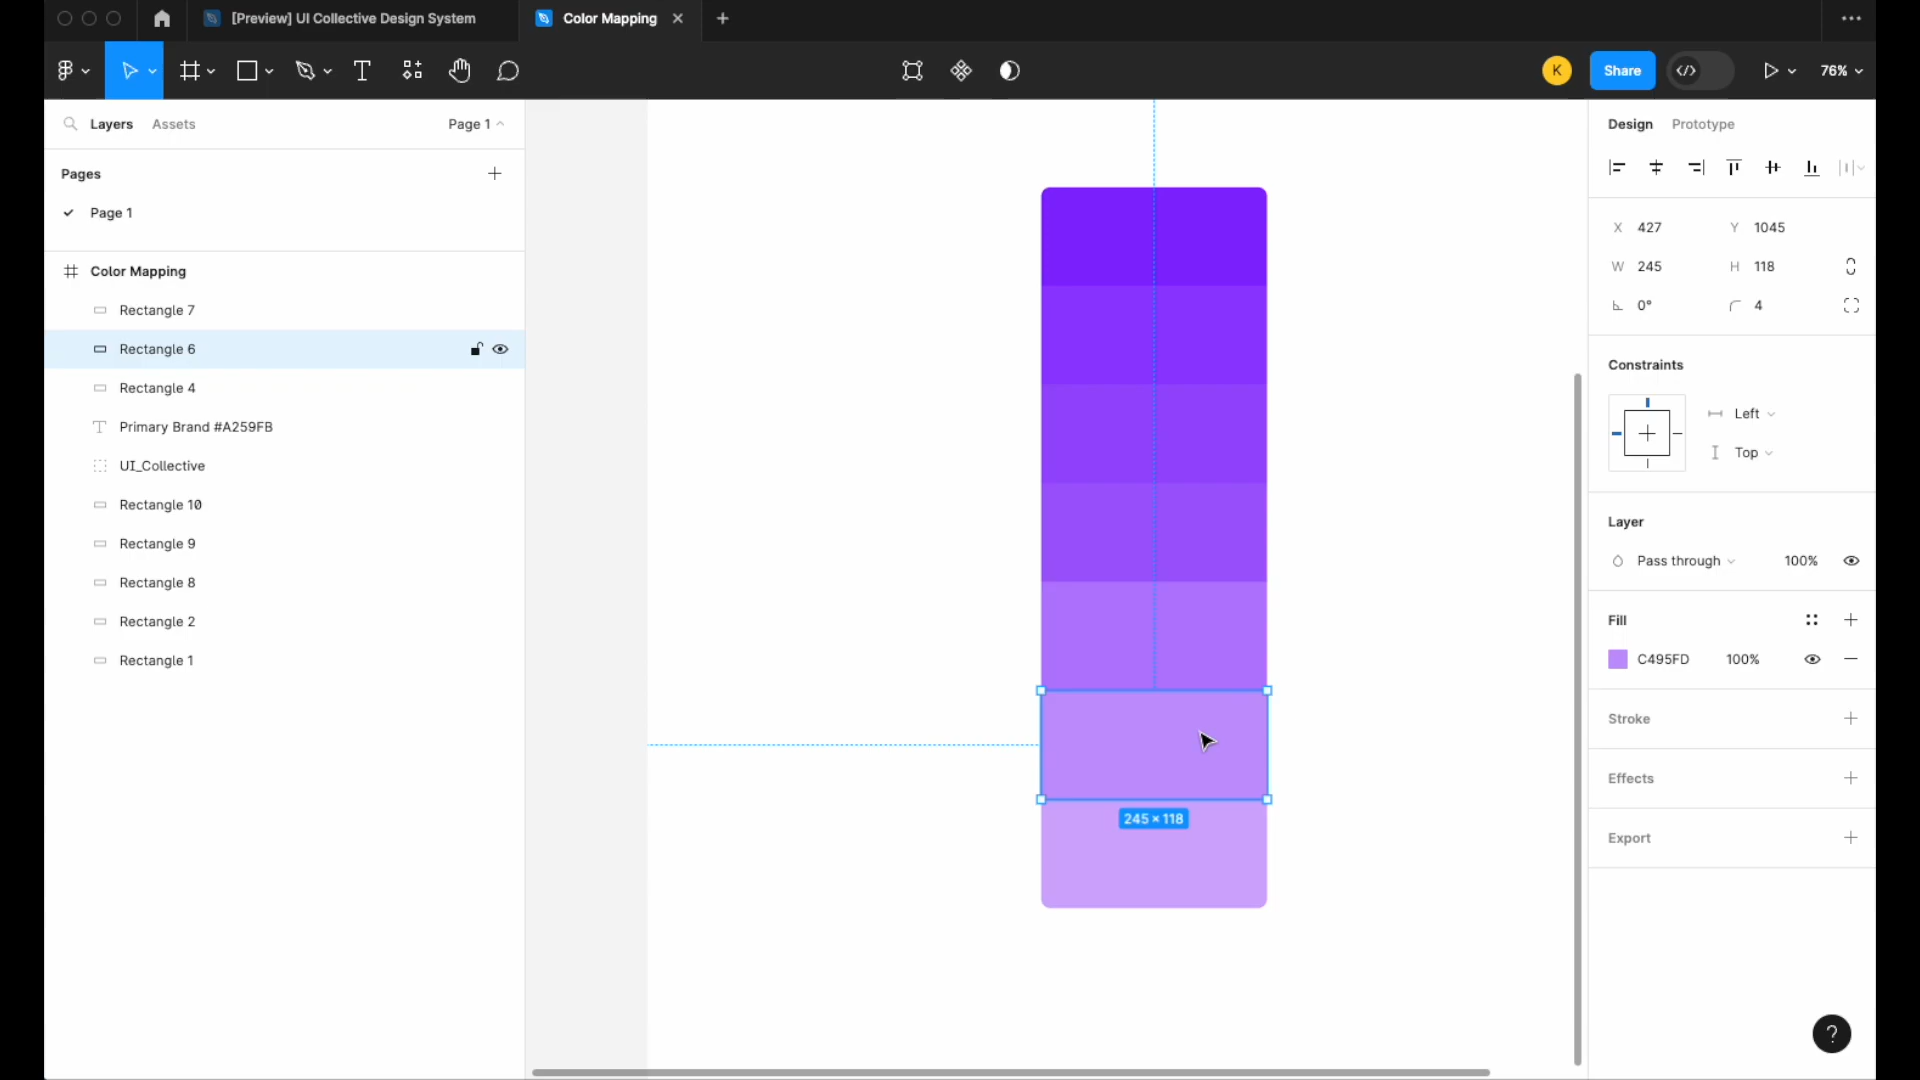 [Preview] UI Collective Design System
Color Mapping
K
Share
76%
Layers
Assets
Page 1
Pages
Page 1
Color Mapping
Rectangle 7
Rectangle 6
Rectangle 4
Primary Brand #A259FB
UI_Collective
Rectangle 10
Rectangle 9
Rectangle 8
Rectangle 2
Rectangle 1
245 × 118
Design
Prototype
X 427
Y 1045
W 245
H 118
0°
4
Constraints
Left
Top
Layer
Pass through
100%
Fill
C495FD
100%
Stroke
Effects
Export
?